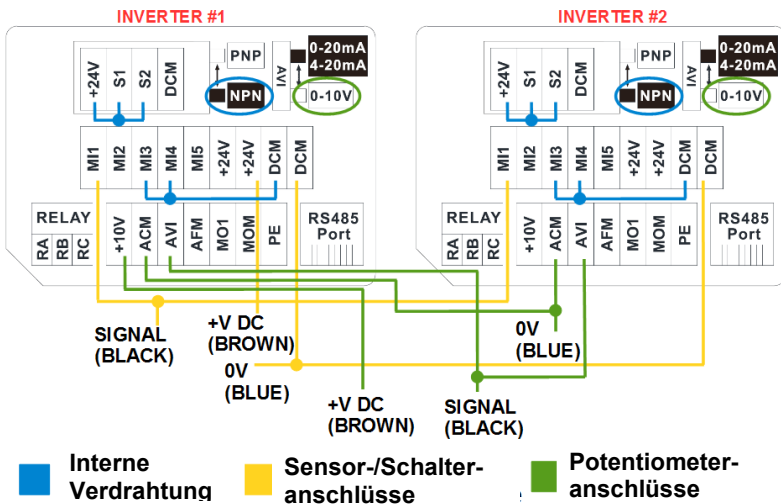 INVERTER #1
+24V S1 S2 DCM
PNP
NPN
AVI
0-20mA
4-20mA
0-10V
MI1 MI2 MI3 MI4 MI5 +24V +24V DCM DCM
RELAY
RA RB RC
+10V ACM AVI AFM MO1 MOM PE
RS485
Port
INVERTER #2
+24V S1 S2 DCM
PNP
NPN
AVI
0-20mA
4-20mA
0-10V
MI1 MI2 MI3 MI4 MI5 +24V +24V DCM DCM
RELAY
RA RB RC
+10V ACM AVI AFM MO1 MOM PE
RS485
Port
SIGNAL
(BLACK)
+V DC
(BROWN)
0V
(BLUE)
+V DC
(BROWN)
SIGNAL
(BLACK)
0V
(BLUE)
Interne
Verdrahtung
Sensor-/Schalter-
anschlüsse
Potentiometer-
anschlüsse